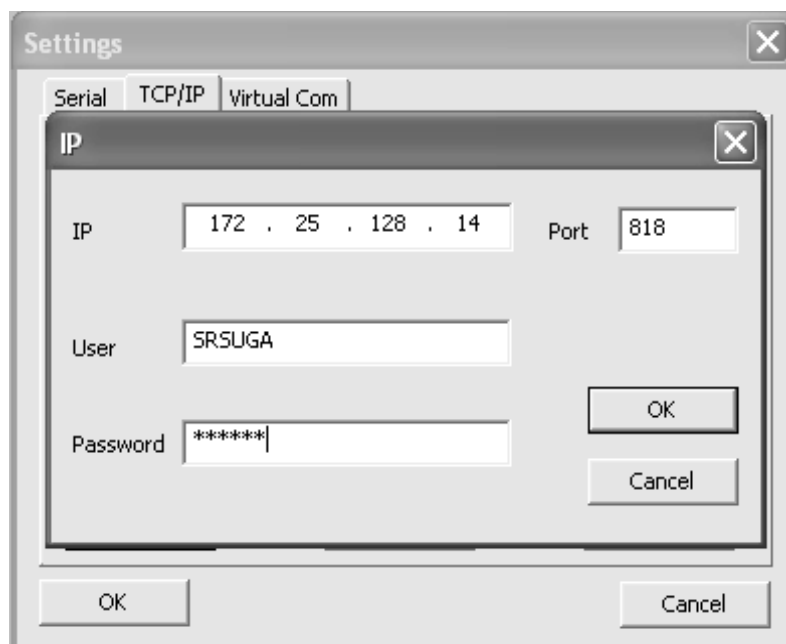 Settings
Serial TCP/IP Virtual Com
IP
IP 172 . 25 . 128 . 14 Port 818
User SRSUGA
Password ******
OK
Cancel
OK Cancel